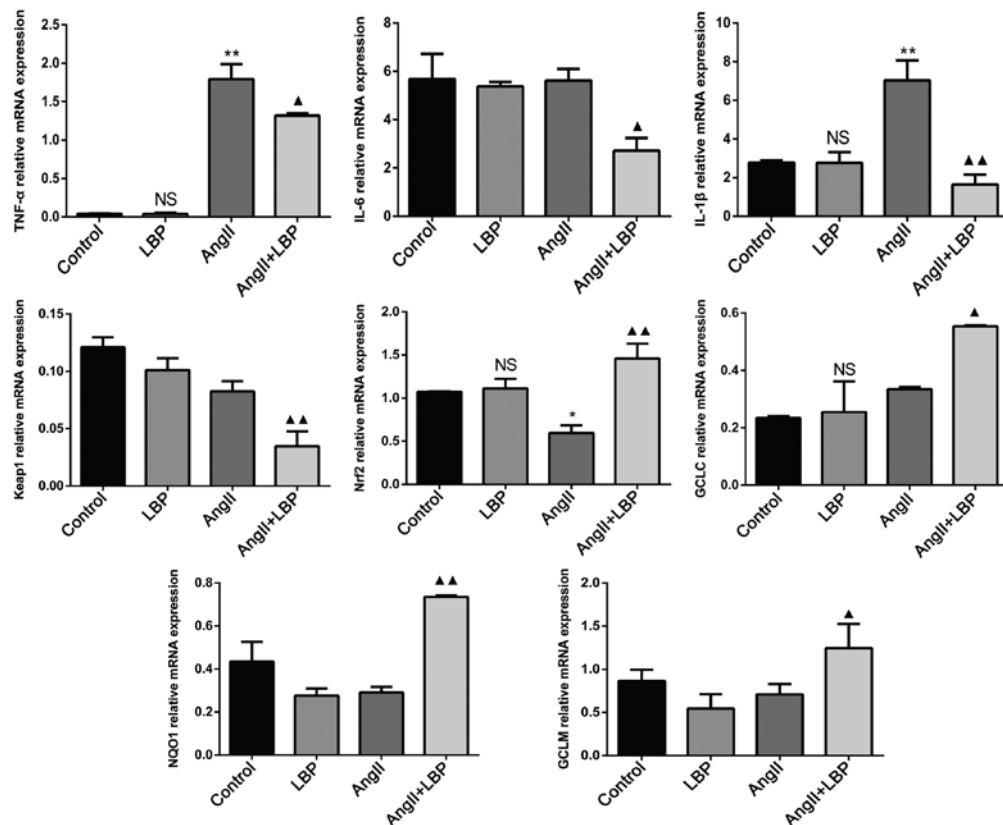 TNF-α relative mRNA expression
2.0
1.5
1.0
0.5
0.0
NS
**
▲
Control
LBP
AngII
AngII+LBP
IL-6 relative mRNA expression
8
6
4
2
0
▲
Control
LBP
AngII
AngII+LBP
IL-1β relative mRNA expression
10
8
6
4
2
0
NS
**
▲▲
Control
LBP
AngII
AngII+LBP
Keap1 relative mRNA expression
0.15
0.10
0.05
0.00
▲▲
Control
LBP
AngII
AngII+LBP
Nrf2 relative mRNA expression
2.0
1.5
1.0
0.5
0.0
NS
*
▲▲
Control
LBP
AngII
AngII+LBP
GCLC relative mRNA expression
0.6
0.4
0.2
0.0
NS
▲
Control
LBP
AngII
AngII+LBP
NQO1 relative mRNA expression
0.8
0.6
0.4
0.2
0.0
▲▲
Control
LBP
AngII
AngII+LBP
GCLM relative mRNA expression
2.0
1.5
1.0
0.5
0.0
▲
Control
LBP
AngII
AngII+LBP